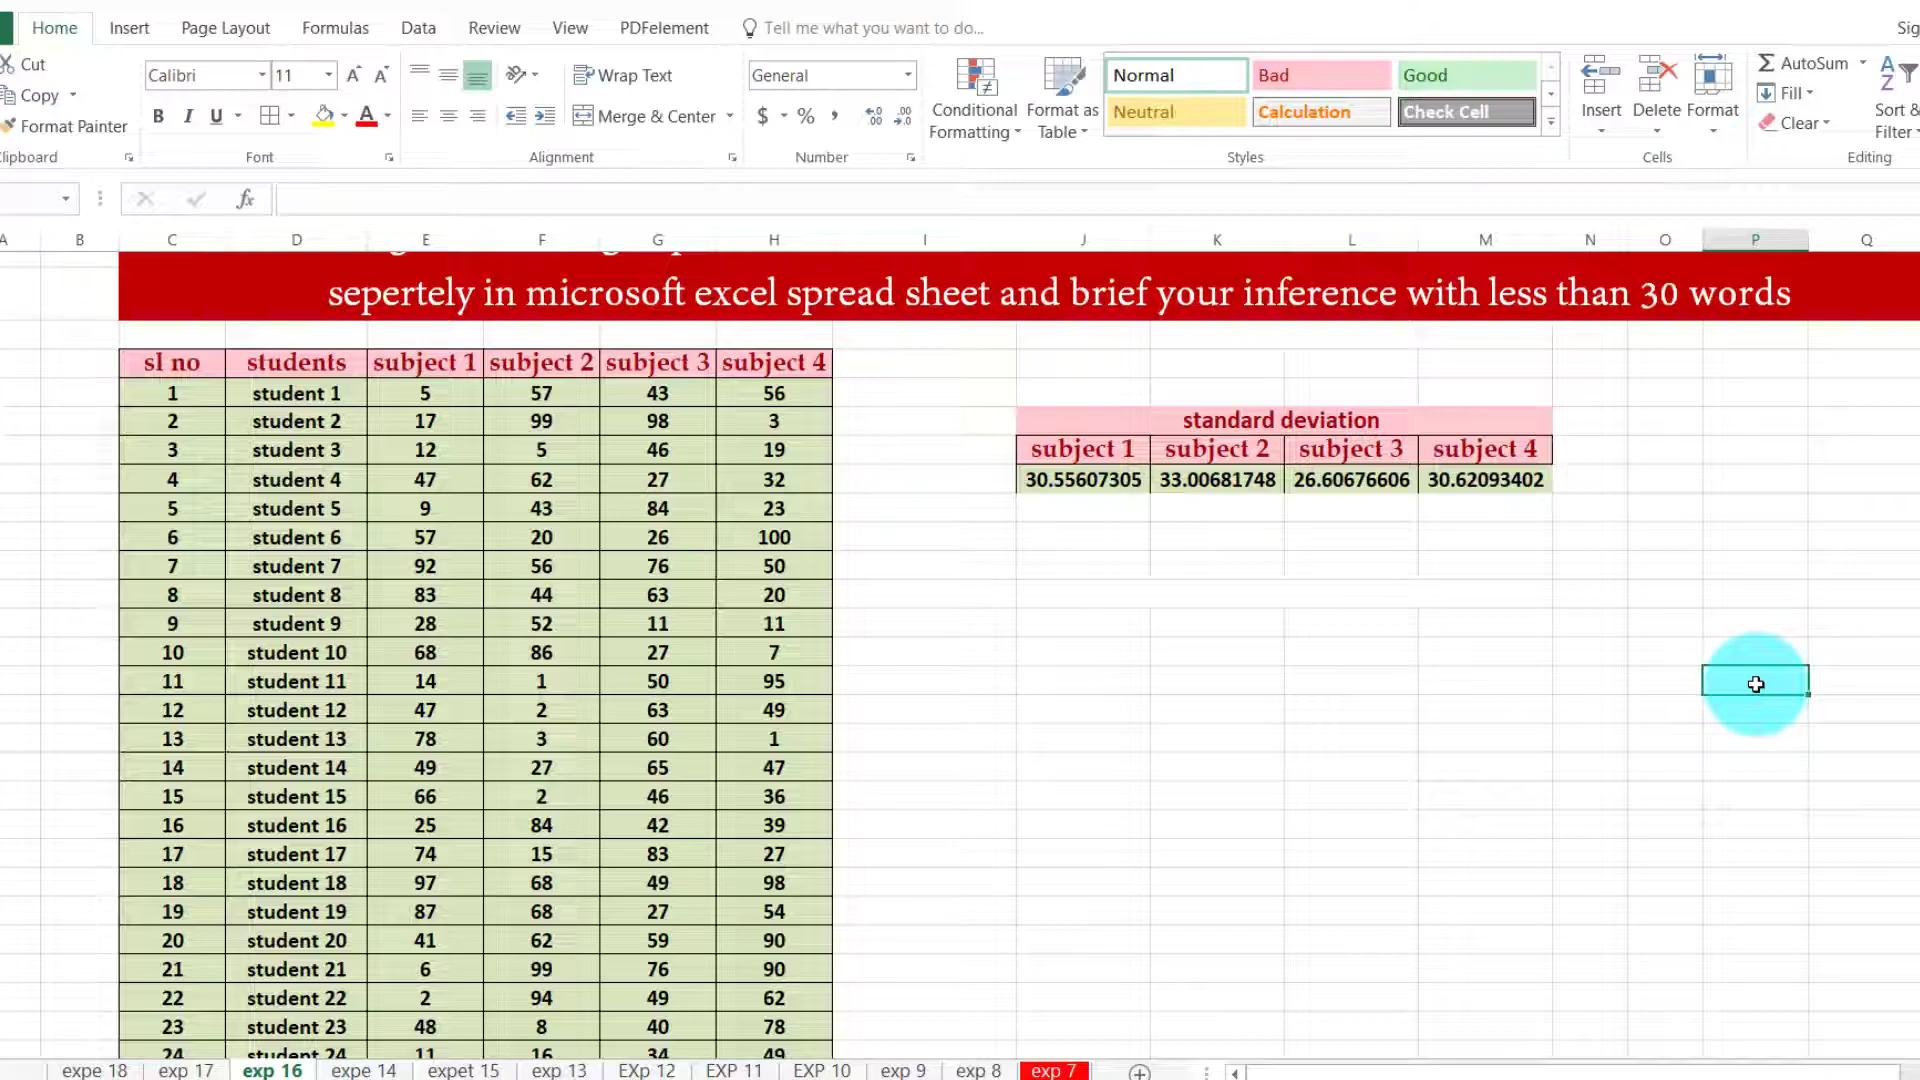 Home Insert Page Layout Formulas Data Review View PDFelement Tell me what you want to do...
Cut
Copy
Format Painter
Calibri 11
B I U
Wrap Text
Merge & Center
General
$ % ,
Conditional Formatting
Format as Table
Normal Bad Good
Neutral Calculation Check Cell
Insert Delete Format
AutoSum
Fill
Clear
Sort &
Filter
Font Alignment Number Styles Cells Editing
fx
A B C D E F G H I J K L M N O P Q
sepertely in microsoft excel spread sheet and brief your inference with less than 30 words
sl no students subject 1 subject 2 subject 3 subject 4
1 student 1 5 57 43 56
2 student 2 17 99 98 3
3 student 3 12 5 46 19
4 student 4 47 62 27 32
5 student 5 9 43 84 23
6 student 6 57 20 26 100
7 student 7 92 56 76 50
8 student 8 83 44 63 20
9 student 9 28 52 11 11
10 student 10 68 86 27 7
11 student 11 14 1 50 95
12 student 12 47 2 63 49
13 student 13 78 3 60 1
14 student 14 49 27 65 47
15 student 15 66 2 46 36
16 student 16 25 84 42 39
17 student 17 74 15 83 27
18 student 18 97 68 49 98
19 student 19 87 68 27 54
20 student 20 41 62 59 90
21 student 21 6 99 76 90
22 student 22 2 94 49 62
23 student 23 48 8 40 78
24 student 24 11 16 34 49
standard deviation
subject 1 subject 2 subject 3 subject 4
30.55607305 33.00681748 26.60676606 30.62093402
expe 18 exp 17 exp 16 expe 14 expet 15 exp 13 EXp 12 EXP 11 EXP 10 exp 9 exp 8 exp 7